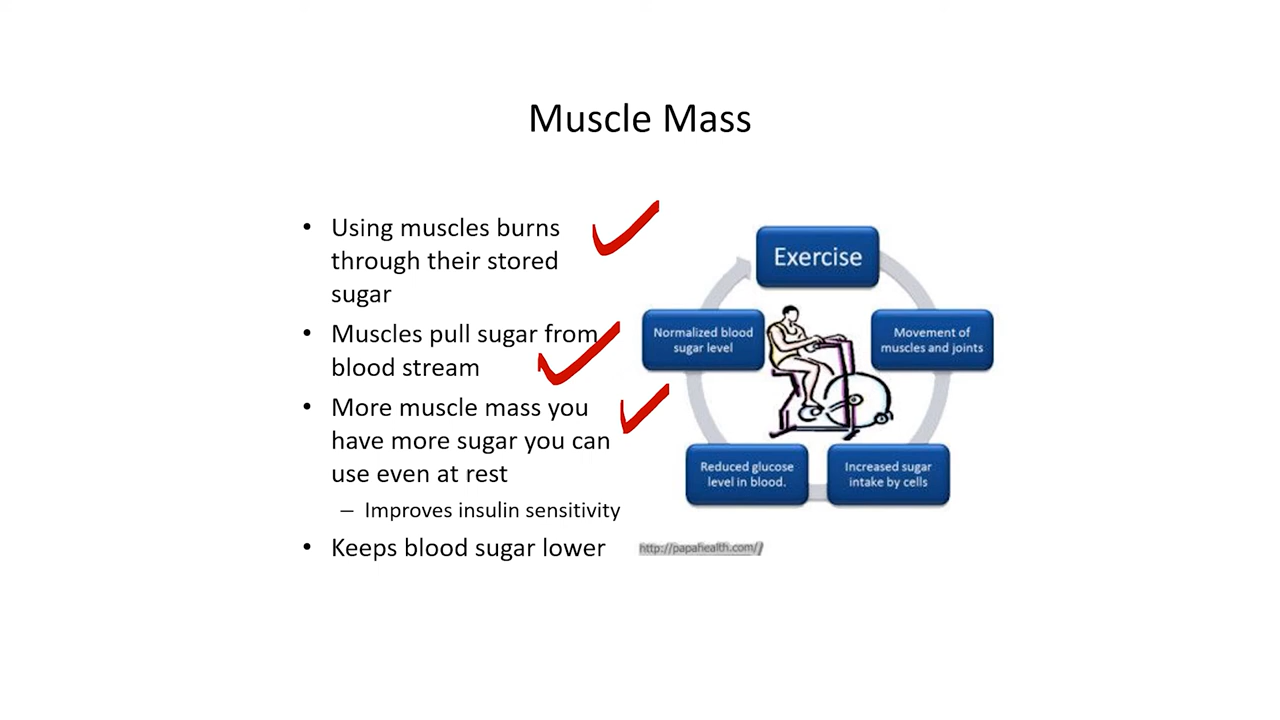 Muscle Mass
• Using muscles burns
through their stored
sugar
• Muscles pull sugar from
blood stream
• More muscle mass you
have more sugar you can
use even at rest
– Improves insulin sensitivity
• Keeps blood sugar lower
Exercise
Movement of
muscles and joints
Increased sugar
intake by cells
Reduced glucose
level in blood.
Normalized blood
sugar level
http://papahealth.com//